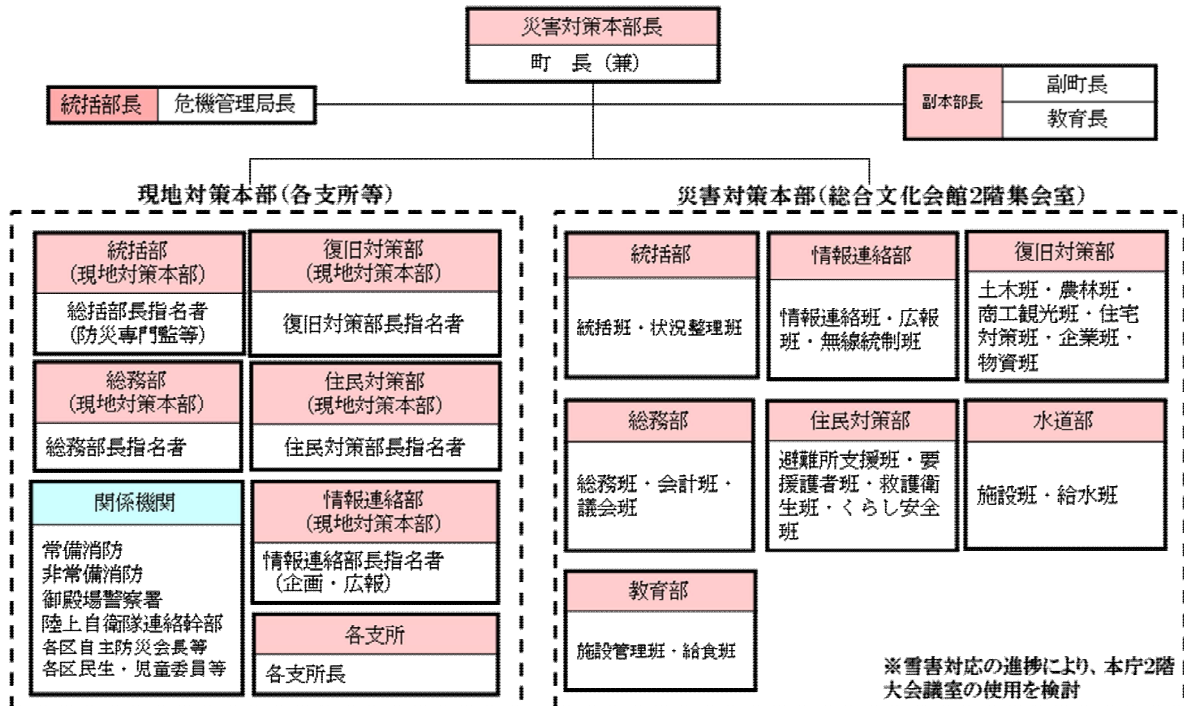 災害対策本部長
町　長（兼）
統括部長
危機管理局長
副本部長
副町長
教育長
現地対策本部(各支所等)
統括部
(現地対策本部)
総括部長指名者
(防災専門監等)
復旧対策部
(現地対策本部)
復旧対策部長指名者
総務部
(現地対策本部)
総務部長指名者
住民対策部
(現地対策本部)
住民対策部長指名者
関係機関
常備消防
非常備消防
御殿場警察署
陸上自衛隊連絡幹部
各区自主防災会長等
各区民生・児童委員等
情報連絡部
(現地対策本部)
情報連絡部長指名者
(企画・広報)
各支所
各支所長
災害対策本部(総合文化会館2階集会室)
統括部
統括班・状況整理班
情報連絡部
情報連絡班・広報
班・無線統制班
復旧対策部
土木班・農林班・
商工観光班・住宅
対策班・企業班・
物資班
総務部
総務班・会計班・
議会班
住民対策部
避難所支援班・要
援護者班・救護衛
生班・くらし安全
班
水道部
施設班・給水班
教育部
施設管理班・給食班
※雪害対応の進捗により、本庁2階
大会議室の使用を検討